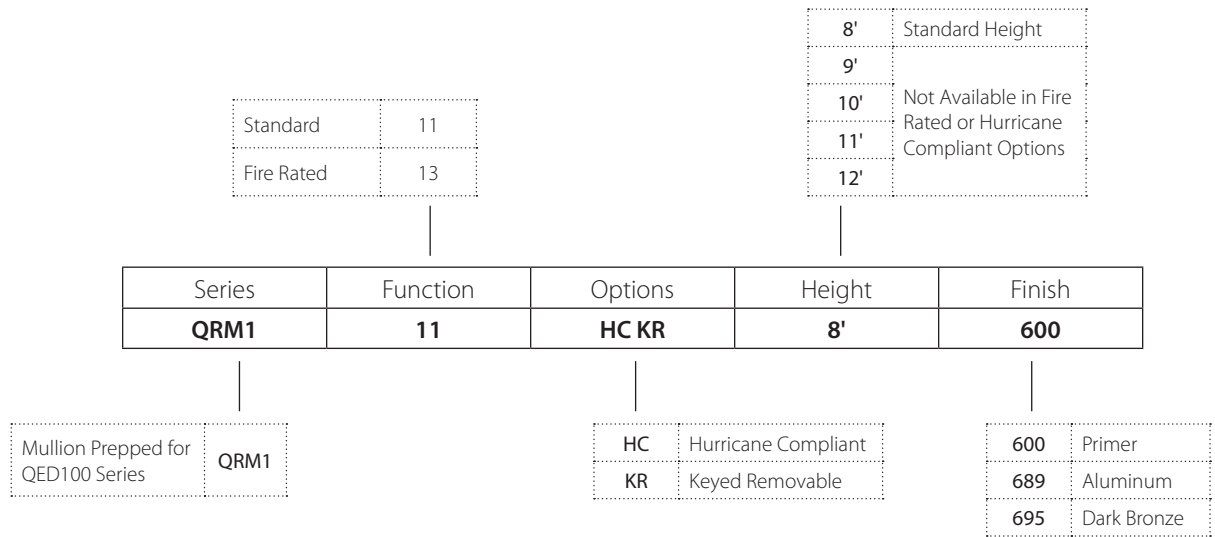 8' Standard Height
9'
10'
11'
12'
Not Available in Fire
Rated or Hurricane
Compliant Options
Standard 11
Fire Rated 13
Series Function Options Height Finish
QRM1 11 HC KR 8' 600
Mullion Prepped for
QED100 Series
QRM1
HC Hurricane Compliant
KR Keyed Removable
600 Primer
689 Aluminum
695 Dark Bronze